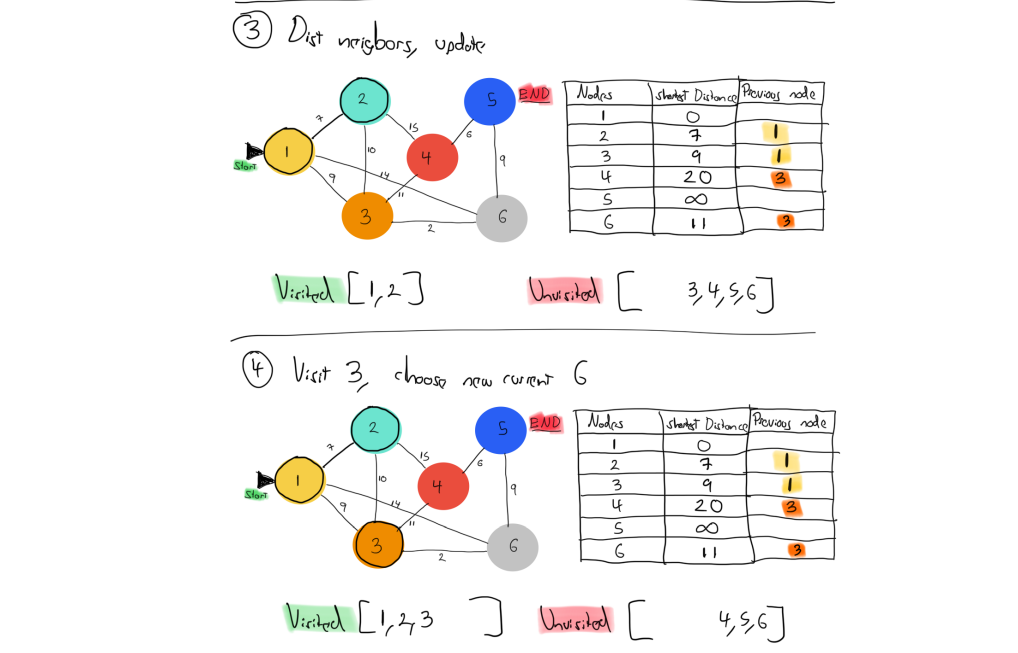 3 Dist neigbors, update
2 5 END
7 15 6
1 4
Start
10 9
9 14 11
3 2 6
Nodes shortest Distance Previous node
1 0
2 7 1
3 9 1
4 20 3
5 ∞
6 11 3
Visited [1,2] Unvisited [ 3,4,5,6]
4 Visit 3, choose new current 6
2 5 END
7 15 6
1 4
Start
10 9
9 14 11
3 2 6
Nodes shortest Distance Previous node
1 0
2 7 1
3 9 1
4 20 3
5 ∞
6 11 3
Visited [1,2,3 ] Unvisited [ 4,5,6]